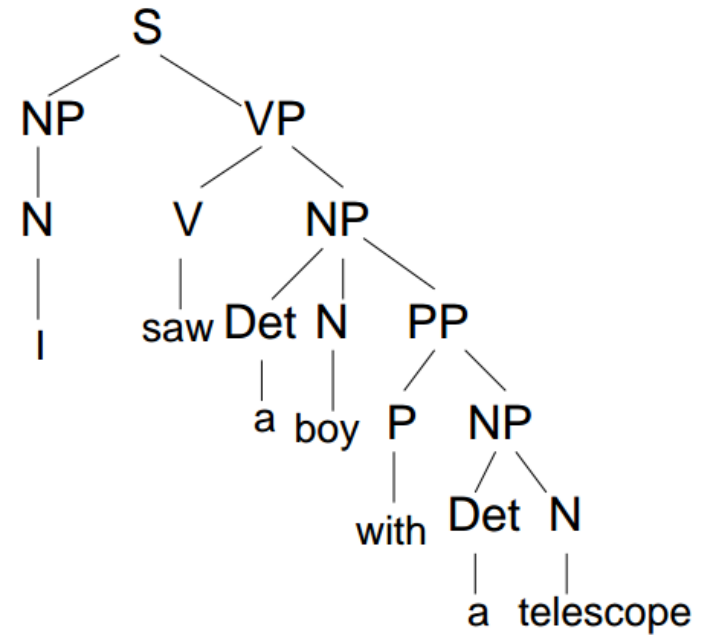 S
NP VP
N V NP
I saw Det N PP
a boy P NP
with Det N
a telescope